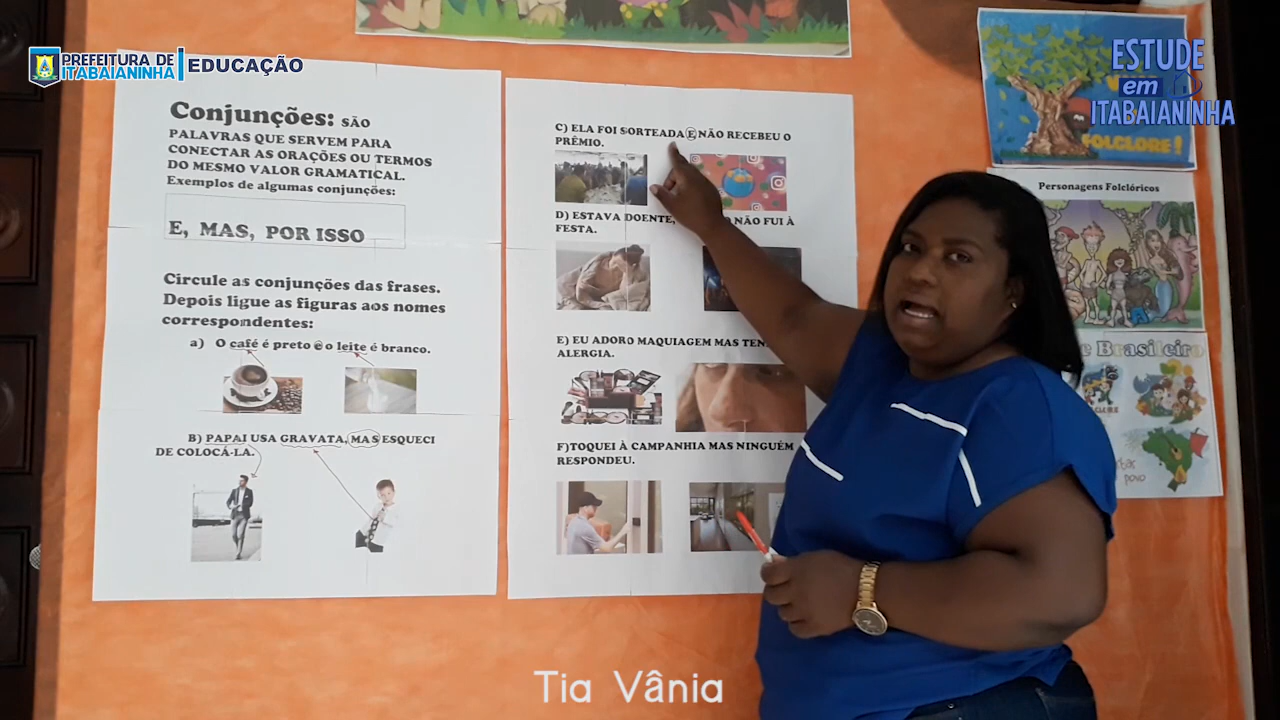 PREFEITURA DE
ITABAIANINHA
EDUCAÇÃO
ESTUDE
em
ITABAIANINHA
FOLCLORE!
Conjunções: SÃO
PALAVRAS QUE SERVEM PARA
CONECTAR AS ORAÇÕES OU TERMOS
DO MESMO VALOR GRAMATICAL.
Exemplos de algumas conjunções:
E, MAS, POR ISSO
Circule as conjunções das frases.
Depois ligue as figuras aos nomes
correspondentes:
a) O café é preto e o leite é branco.
B) PAPAI USA GRAVATA, MAS ESQUECI
DE COLOCÁ-LA.
C) ELA FOI SORTEADA E NÃO RECEBEU O
PRÊMIO.
D) ESTAVA DOENTE, NÃO FUI À
FESTA.
E) EU ADORO MAQUIAGEM MAS
ALERGIA.
F)TOQUEI À CAMPANHIA MAS NINGUÉM
RESPONDEU.
Personagens Folclóricos
Brasileiro
povo
Tia Vânia